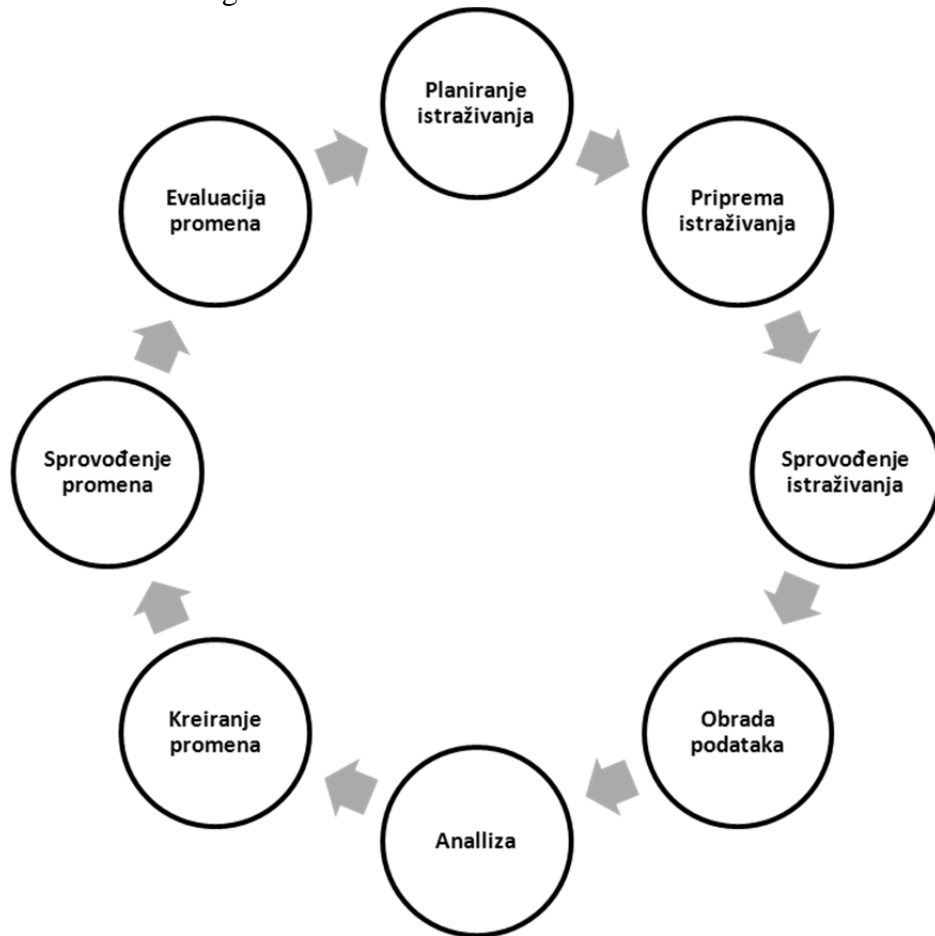 Planiranje
istraživanja
Priprema
istraživanja
Sprovođenje
istraživanja
Obrada
podataka
Analliza
Kreiranje
promena
Sprovođenje
promena
Evaluacija
promena